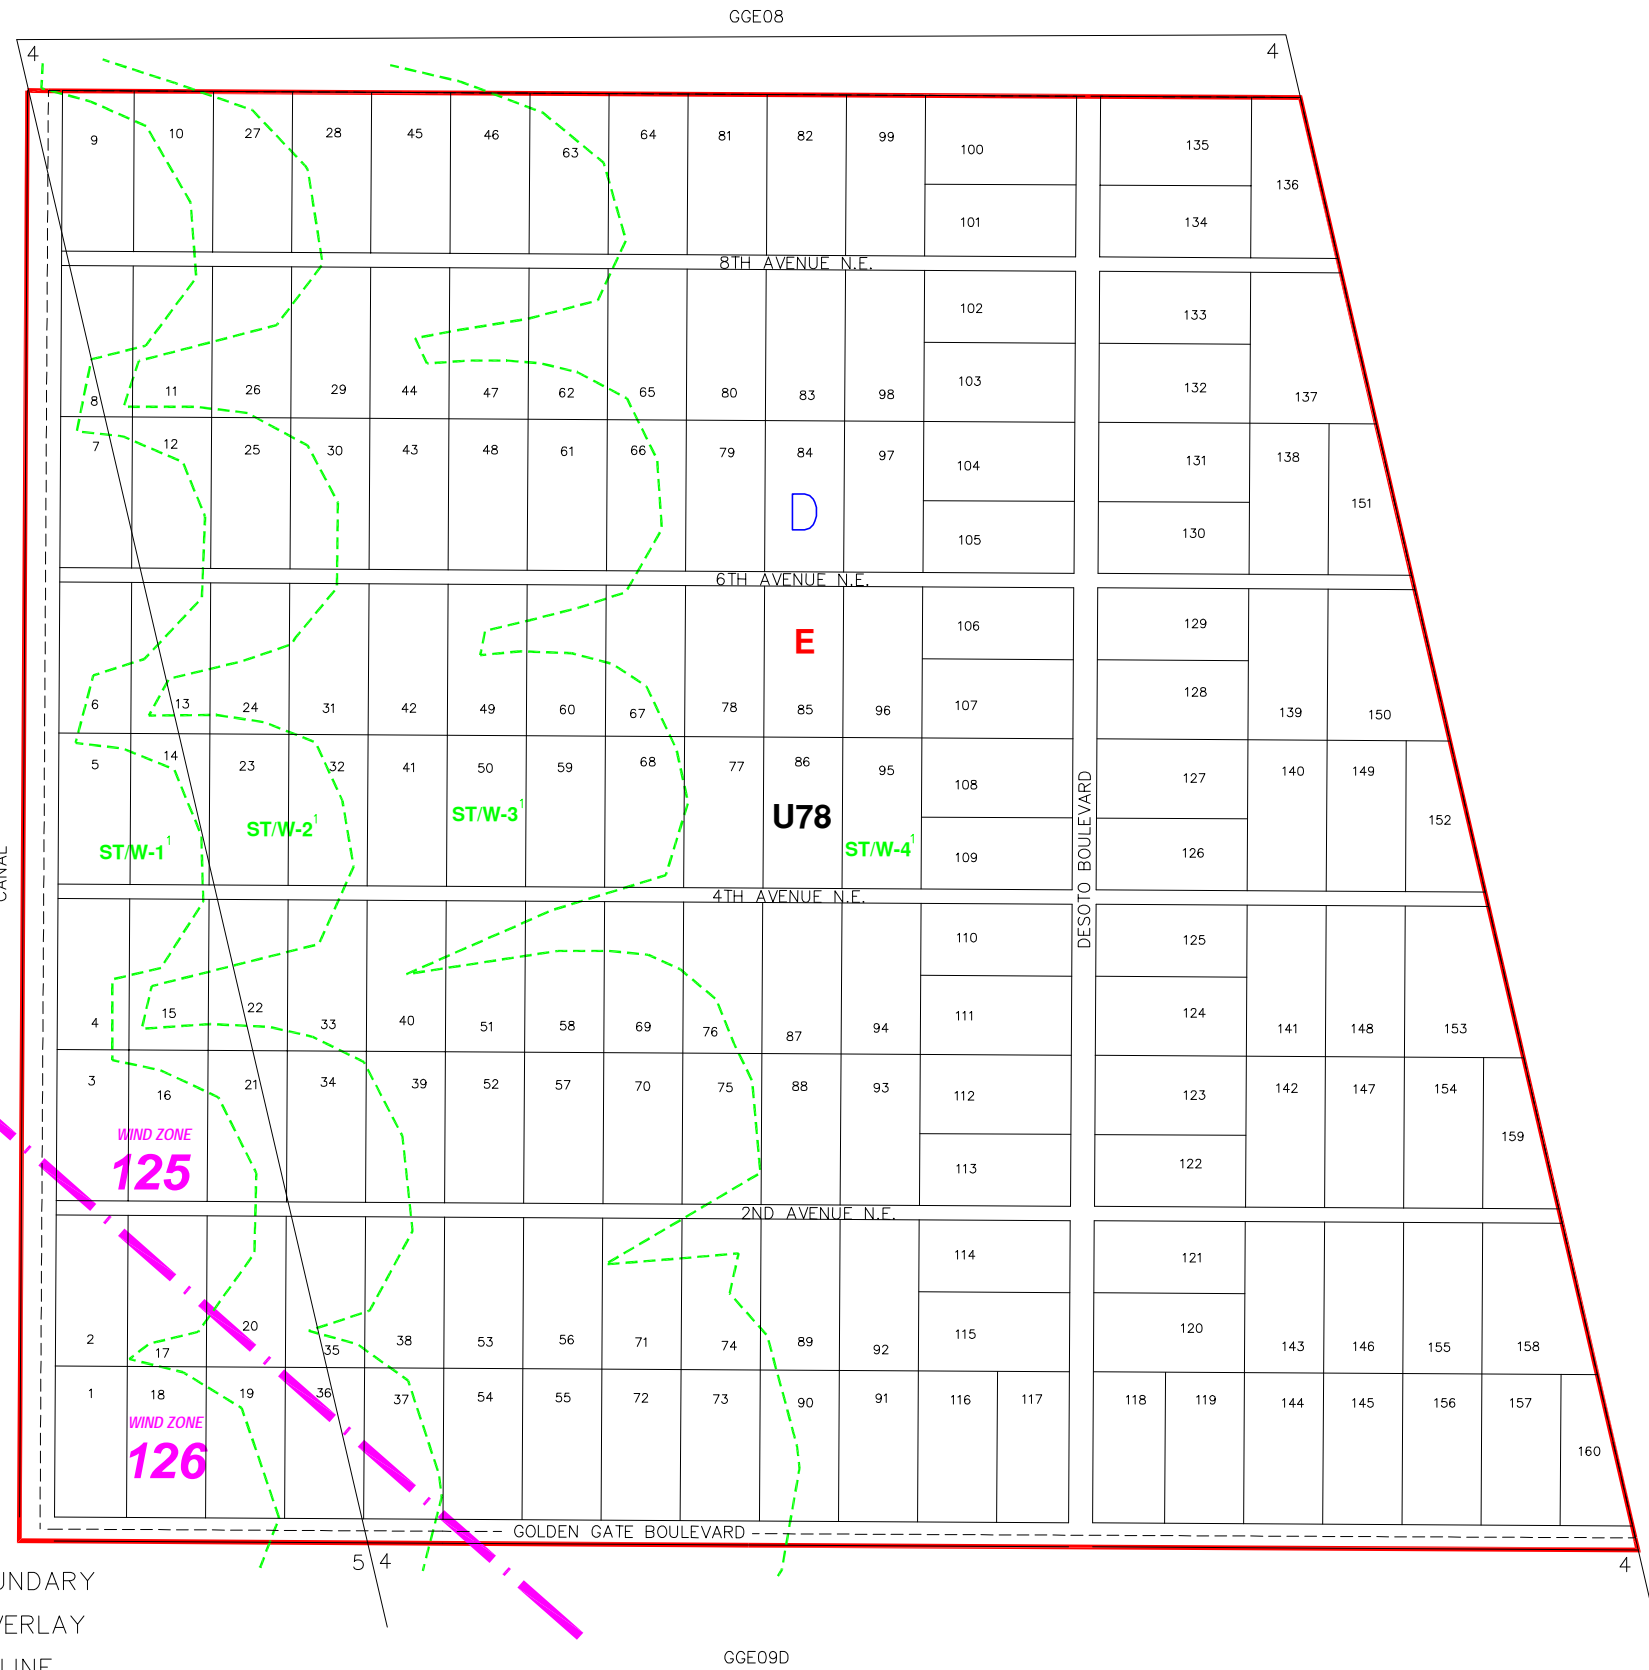 GGE08
4 4
9 10 27 28 45 46 63 64 81 82 99 100 135 136
101 134
8TH AVENUE N.E.
102 133
8 11 26 29 44 47 62 65 80 83 98 103 132 137
7 12 25 30 43 48 61 66 79 84 97 104 131 138 151
D
105 130
6TH AVENUE N.E.
106 129
E
6 13 24 31 42 49 60 67 78 85 96 107 128 139 150
5 14 23 32 41 50 59 68 77 86 95 108 127 140 149 152
ST/W-1¹ ST/W-2¹ ST/W-3¹ U78 ST/W-4¹
109 126
DESOTO BOULEVARD
CANAL
4TH AVENUE N.E.
110 125
4 15 22 33 40 51 58 69 76 87 94 111 124 141 148 153
3 16 21 34 39 52 57 70 75 88 93 112 123 142 147 154 159
WIND ZONE
125
113 122
2ND AVENUE N.E.
114 121
2 17 20 35 38 53 56 71 74 89 92 115 120 143 146 155 158
1 18 19 36 37 54 55 72 73 90 91 116 117 118 119 144 145 156 157 160
WIND ZONE
126
GOLDEN GATE BOULEVARD
5 4 4
UNDARY
VERLAY
LINE
GGE09D